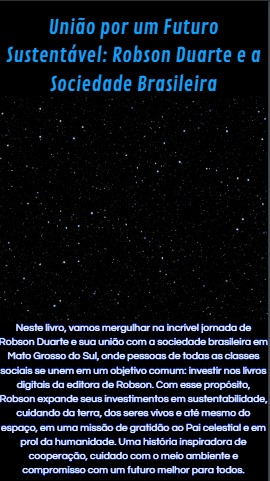 União por um Futuro
Sustentável: Robson Duarte e a
Sociedade Brasileira
Neste livro, vamos mergulhar na incrível jornada de
Robson Duarte e sua união com a sociedade brasileira em
Mato Grosso do Sul, onde pessoas de todas as classes
sociais se unem em um objetivo comum: investir nos livros
digitais da editora de Robson. Com esse propósito,
Robson expande seus investimentos em sustentabilidade,
cuidando da terra, dos seres vivos e até mesmo do
espaço, em uma missão de gratidão ao Pai celestial e em
prol da humanidade. Uma história inspiradora de
cooperação, cuidado com o meio ambiente e
compromisso com um futuro melhor para todos.